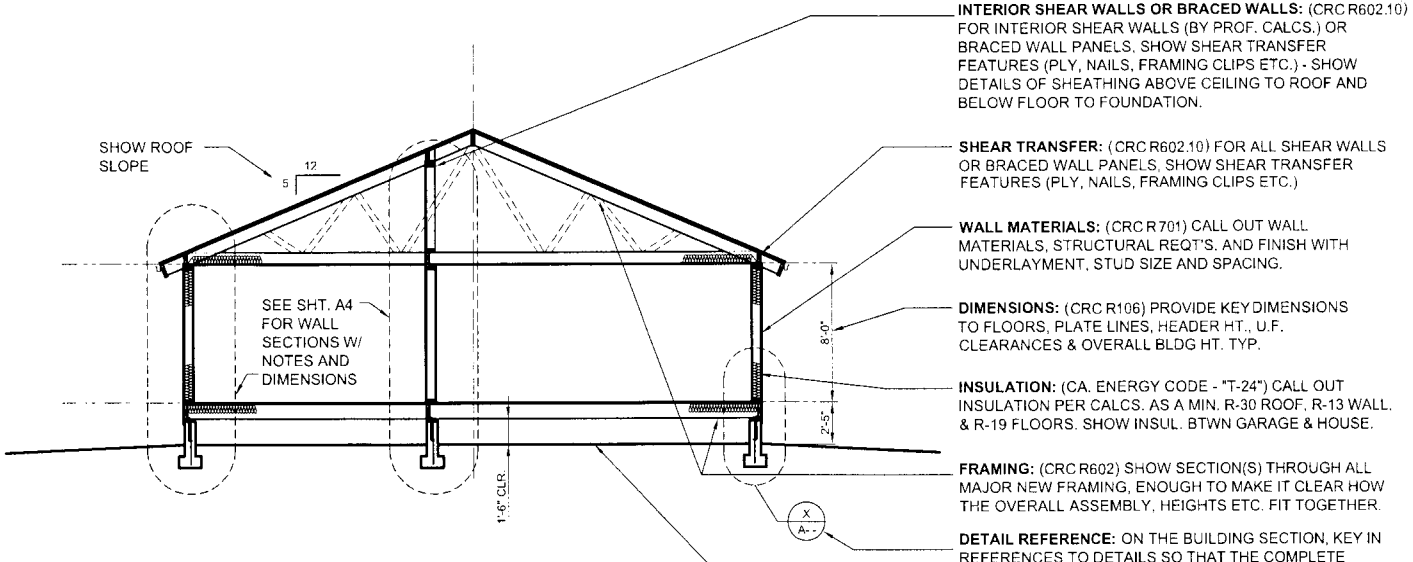 INTERIOR SHEAR WALLS OR BRACED WALLS: (CRC R602.10)
FOR INTERIOR SHEAR WALLS (BY PROF. CALCS.) OR
BRACED WALL PANELS, SHOW SHEAR TRANSFER
FEATURES (PLY, NAILS, FRAMING CLIPS ETC.) - SHOW
DETAILS OF SHEATHING ABOVE CEILING TO ROOF AND
BELOW FLOOR TO FOUNDATION.
SHOW ROOF
SLOPE
12
5
SHEAR TRANSFER: (CRC R602.10) FOR ALL SHEAR WALLS
OR BRACED WALL PANELS, SHOW SHEAR TRANSFER
FEATURES (PLY, NAILS, FRAMING CLIPS ETC.)
WALL MATERIALS: (CRC R701) CALL OUT WALL
MATERIALS, STRUCTURAL REQT'S. AND FINISH WITH
UNDERLAYMENT, STUD SIZE AND SPACING.
SEE SHT. A4
FOR WALL
SECTIONS W/
NOTES AND
DIMENSIONS
8'-0"
DIMENSIONS: (CRC R106) PROVIDE KEY DIMENSIONS
TO FLOORS, PLATE LINES, HEADER HT., U.F.
CLEARANCES & OVERALL BLDG HT. TYP.
INSULATION: (CA. ENERGY CODE - "T-24") CALL OUT
INSULATION PER CALCS. AS A MIN. R-30 ROOF, R-13 WALL,
& R-19 FLOORS. SHOW INSUL. BTWN GARAGE & HOUSE.
2'-5"
1'-6" CLR.
FRAMING: (CRC R602) SHOW SECTION(S) THROUGH ALL
MAJOR NEW FRAMING, ENOUGH TO MAKE IT CLEAR HOW
THE OVERALL ASSEMBLY, HEIGHTS ETC. FIT TOGETHER.
X
A--
DETAIL REFERENCE: ON THE BUILDING SECTION, KEY IN
REFERENCES TO DETAILS SO THAT THE COMPLETE